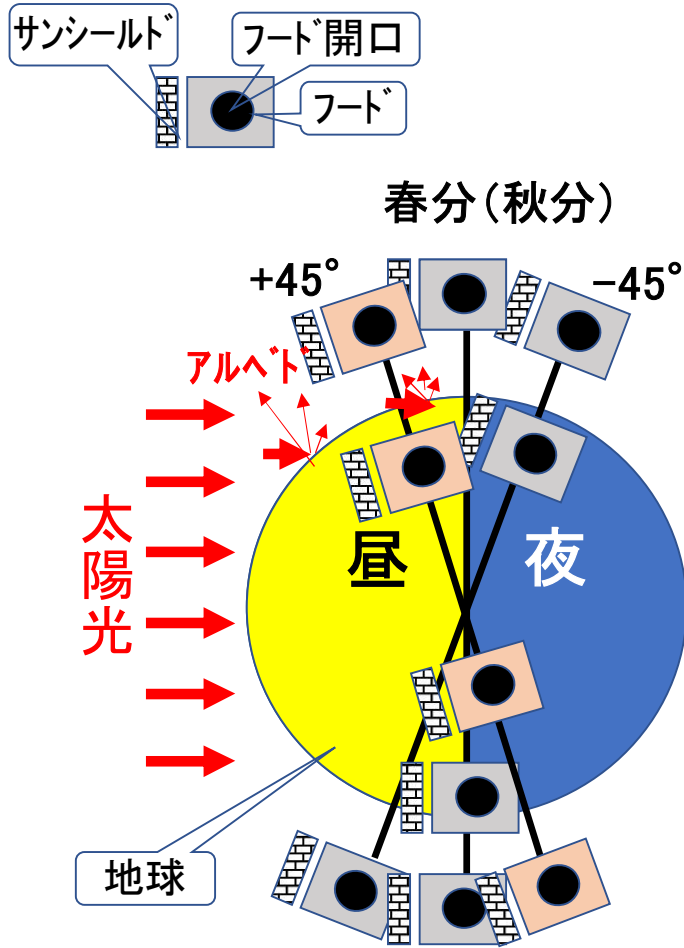 サンシールド
フード開口
フード
春分(秋分)
+45°
−45°
アルベド
太陽光
昼
夜
地球